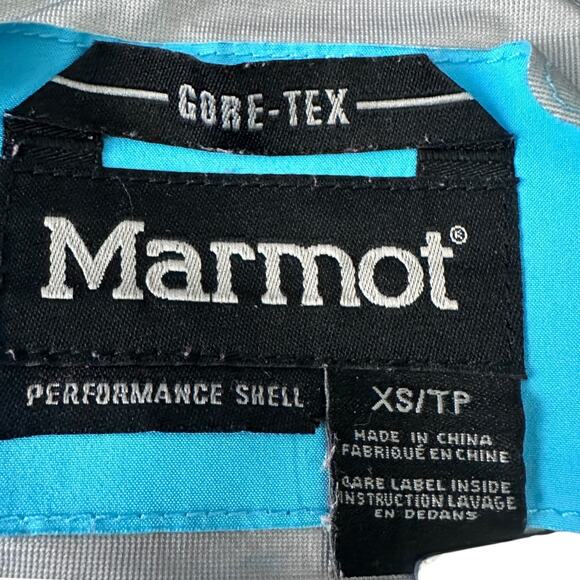 GORE-TEX
Marmot®
PERFORMANCE SHELL
XS/TP
MADE IN CHINA
FABRIQUÉ EN CHINE
CARE LABEL INSIDE
INSTRUCTION LAVAGE
EN DEDANS